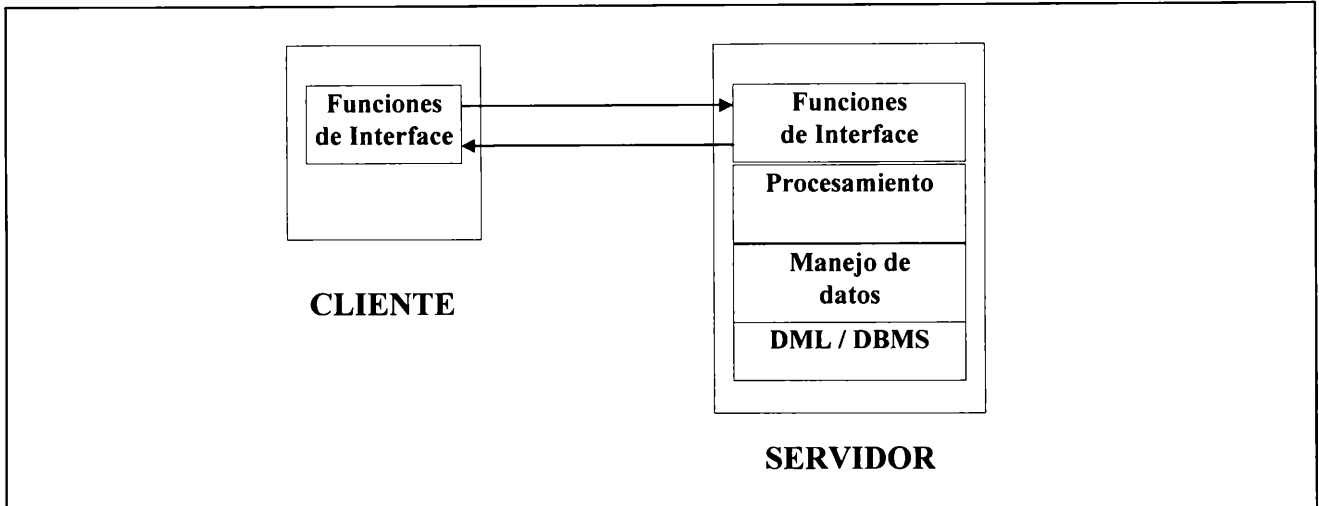 Funciones
de Interface
CLIENTE
Funciones
de Interface
Procesamiento
Manejo de
datos
DML / DBMS
SERVIDOR